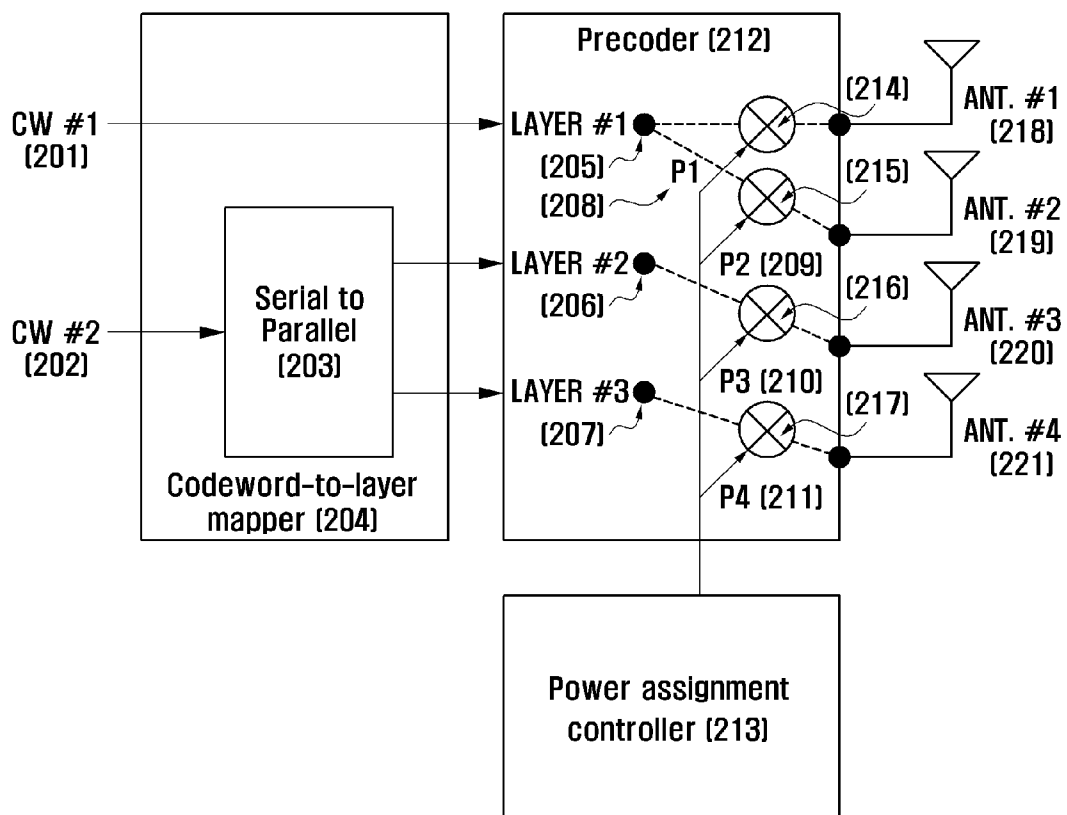 Precoder (212)
(214)
ANT. #1
(218)
CW #1
(201)
LAYER #1
(205)
(208)
P1
(215)
ANT. #2
(219)
P2 (209)
LAYER #2
(206)
(216)
Serial to
Parallel
(203)
CW #2
(202)
ANT. #3
(220)
P3 (210)
LAYER #3
(207)
(217)
ANT. #4
(221)
P4 (211)
Codeword-to-layer
mapper (204)
Power assignment
controller (213)